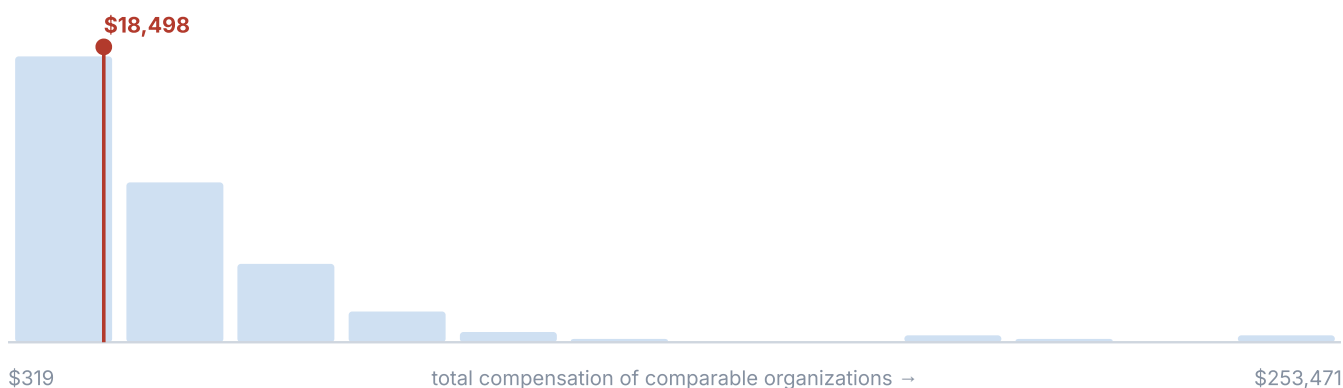 $18,498
$319 total compensation of comparable organizations → $253,471